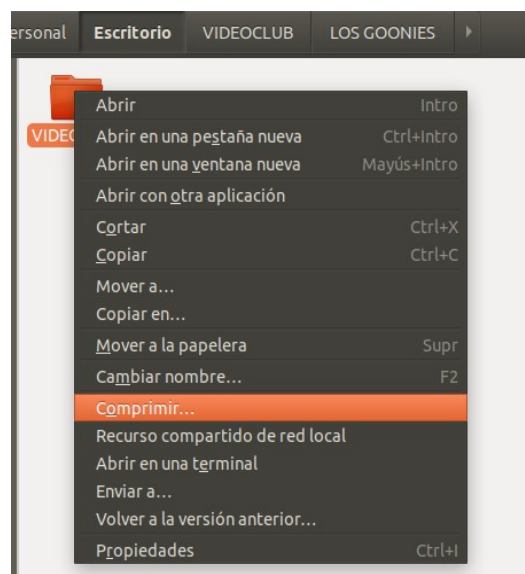 ersonal Escritorio VIDEOCLUB LOS GOONIES
VIDEO
Abrir Intro
Abrir en una pestaña nueva Ctrl+Intro
Abrir en una ventana nueva Mayús+Intro
Abrir con otra aplicación
Cortar Ctrl+X
Copiar Ctrl+C
Mover a...
Copiar en...
Mover a la papelera Supr
Cambiar nombre... F2
Comprimir...
Recurso compartido de red local
Abrir en una terminal
Enviar a...
Volver a la versión anterior...
Propiedades Ctrl+I